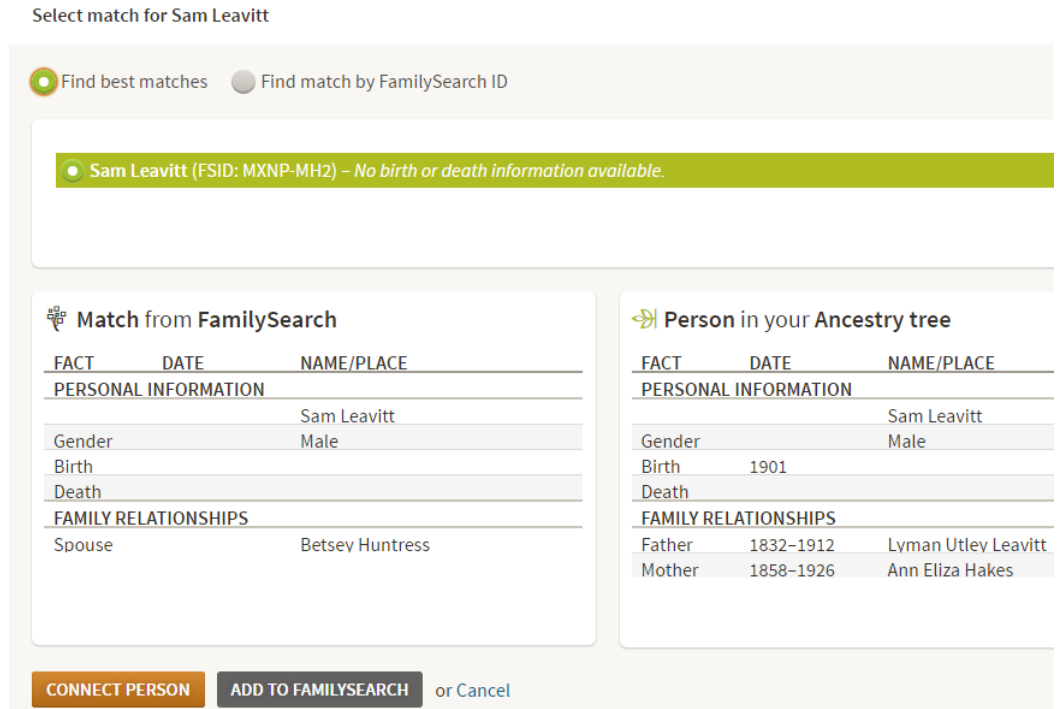 Select match for Sam Leavitt
Find best matches Find match by FamilySearch ID
Sam Leavitt (FSID: MXNP-MH2) – No birth or death information available.
Match from FamilySearch
FACT DATE NAME/PLACE
PERSONAL INFORMATION
Sam Leavitt
Gender Male
Birth
Death
FAMILY RELATIONSHIPS
Spouse Betsey Huntress
Person in your Ancestry tree
FACT DATE NAME/PLACE
PERSONAL INFORMATION
Sam Leavitt
Gender Male
Birth 1901
Death
FAMILY RELATIONSHIPS
Father 1832–1912 Lyman Utley Leavitt
Mother 1858–1926 Ann Eliza Hakes
CONNECT PERSON ADD TO FAMILYSEARCH or Cancel